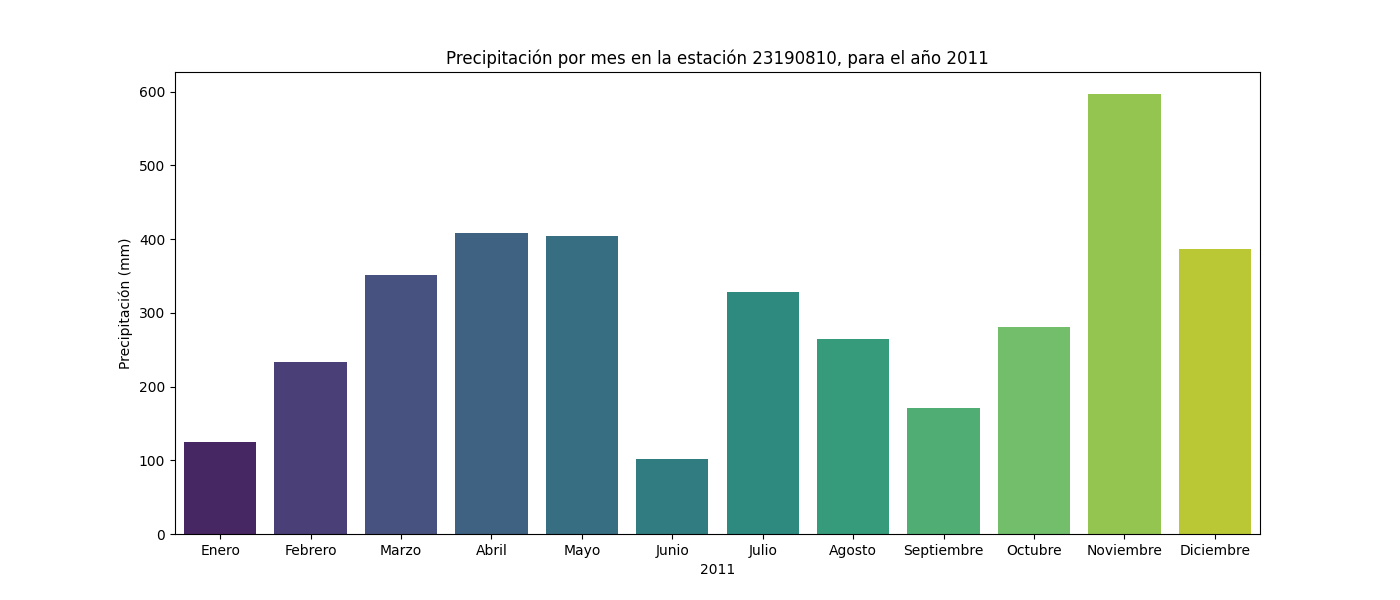 Precipitación por mes en la estación 23190810, para el año 2011
Precipitación (mm)
600
500
400
300
200
100
0
Enero Febrero Marzo Abril Mayo Junio Julio Agosto Septiembre Octubre Noviembre Diciembre
2011